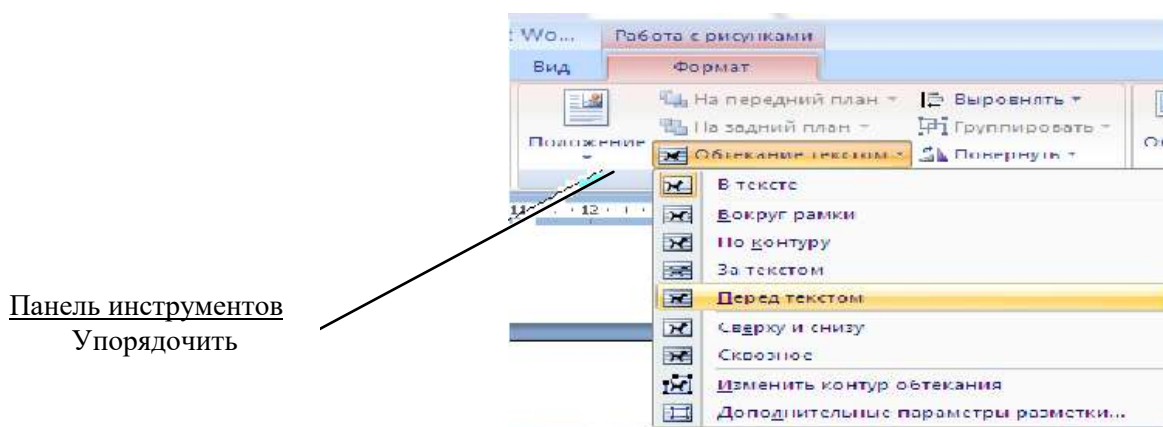 t Wo... Работа с рисунками
Вид Формат
Положение
На передний план
На задний план
Обтекание текстом
Выровнять
Группировать
Повернуть
11 12
В тексте
Вокруг рамки
По контуру
За текстом
Перед текстом
Сверху и снизу
Сквозное
Изменить контур обтекания
Дополнительные параметры разметки...
Панель инструментов
Упорядочить